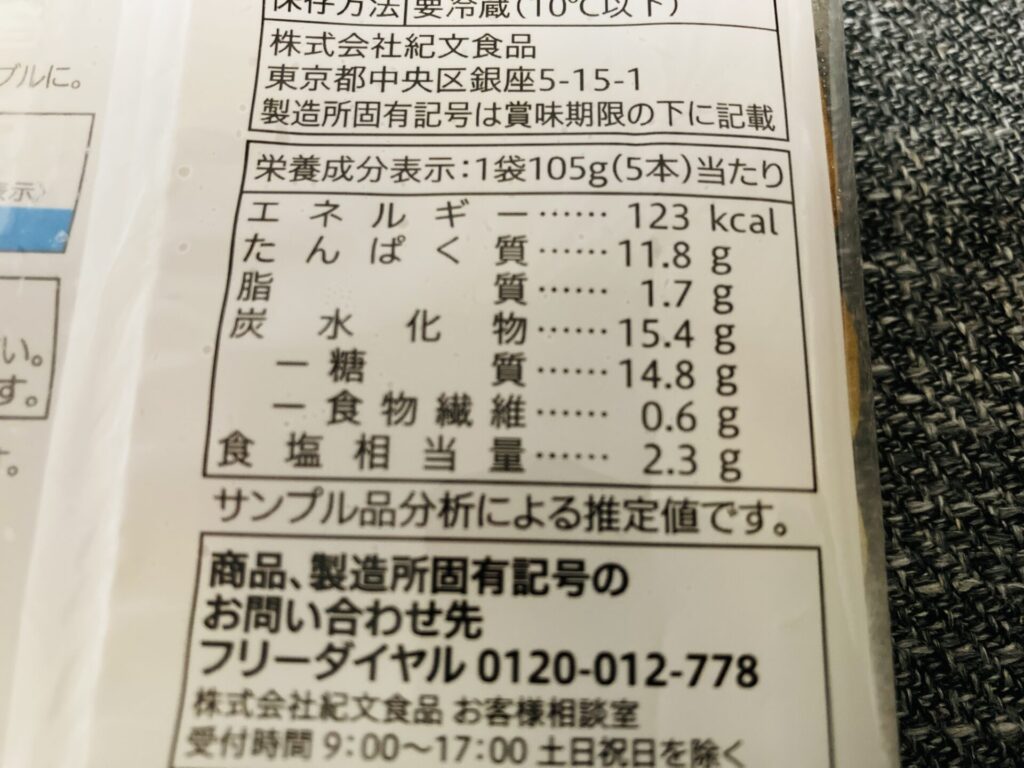 保存方法 要冷蔵(10℃以下)
株式会社紀文食品
東京都中央区銀座5-15-1
製造所固有記号は賞味期限の下に記載
ブルに。
表示〉
い。
す。
栄養成分表示:1袋105g(5本)当たり
エネルギー…… 123 kcal
たんぱく質…… 11.8 g
脂質…… 1.7 g
炭水化物…… 15.4 g
ー糖質…… 14.8 g
ー食物繊維…… 0.6 g
食塩相当量…… 2.3 g
サンプル品分析による推定値です。
商品、製造所固有記号の
お問い合わせ先
フリーダイヤル 0120-012-778
株式会社紀文食品 お客様相談室
受付時間 9:00〜17:00 土日祝日を除く